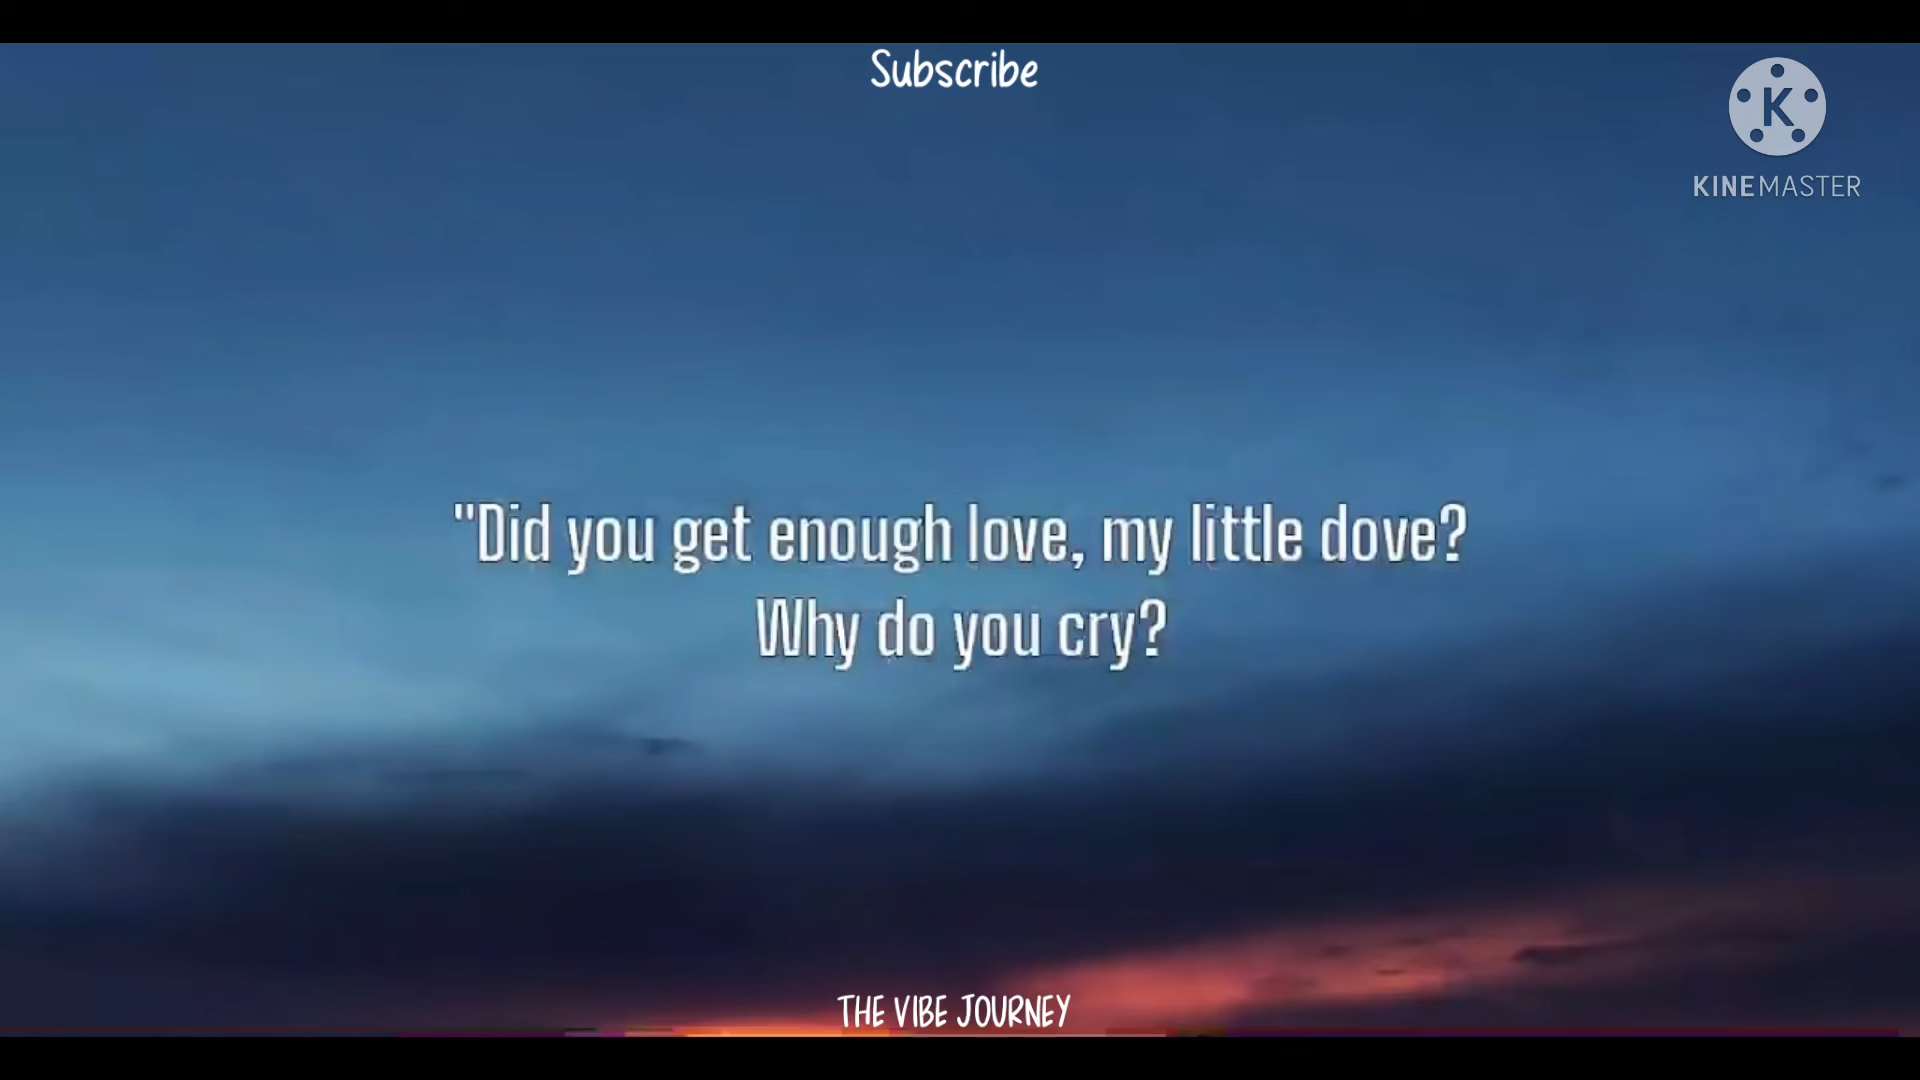 Subscribe
K
KINEMASTER
"Did you get enough love, my little dove?
Why do you cry?
THE VIBE JOURNEY